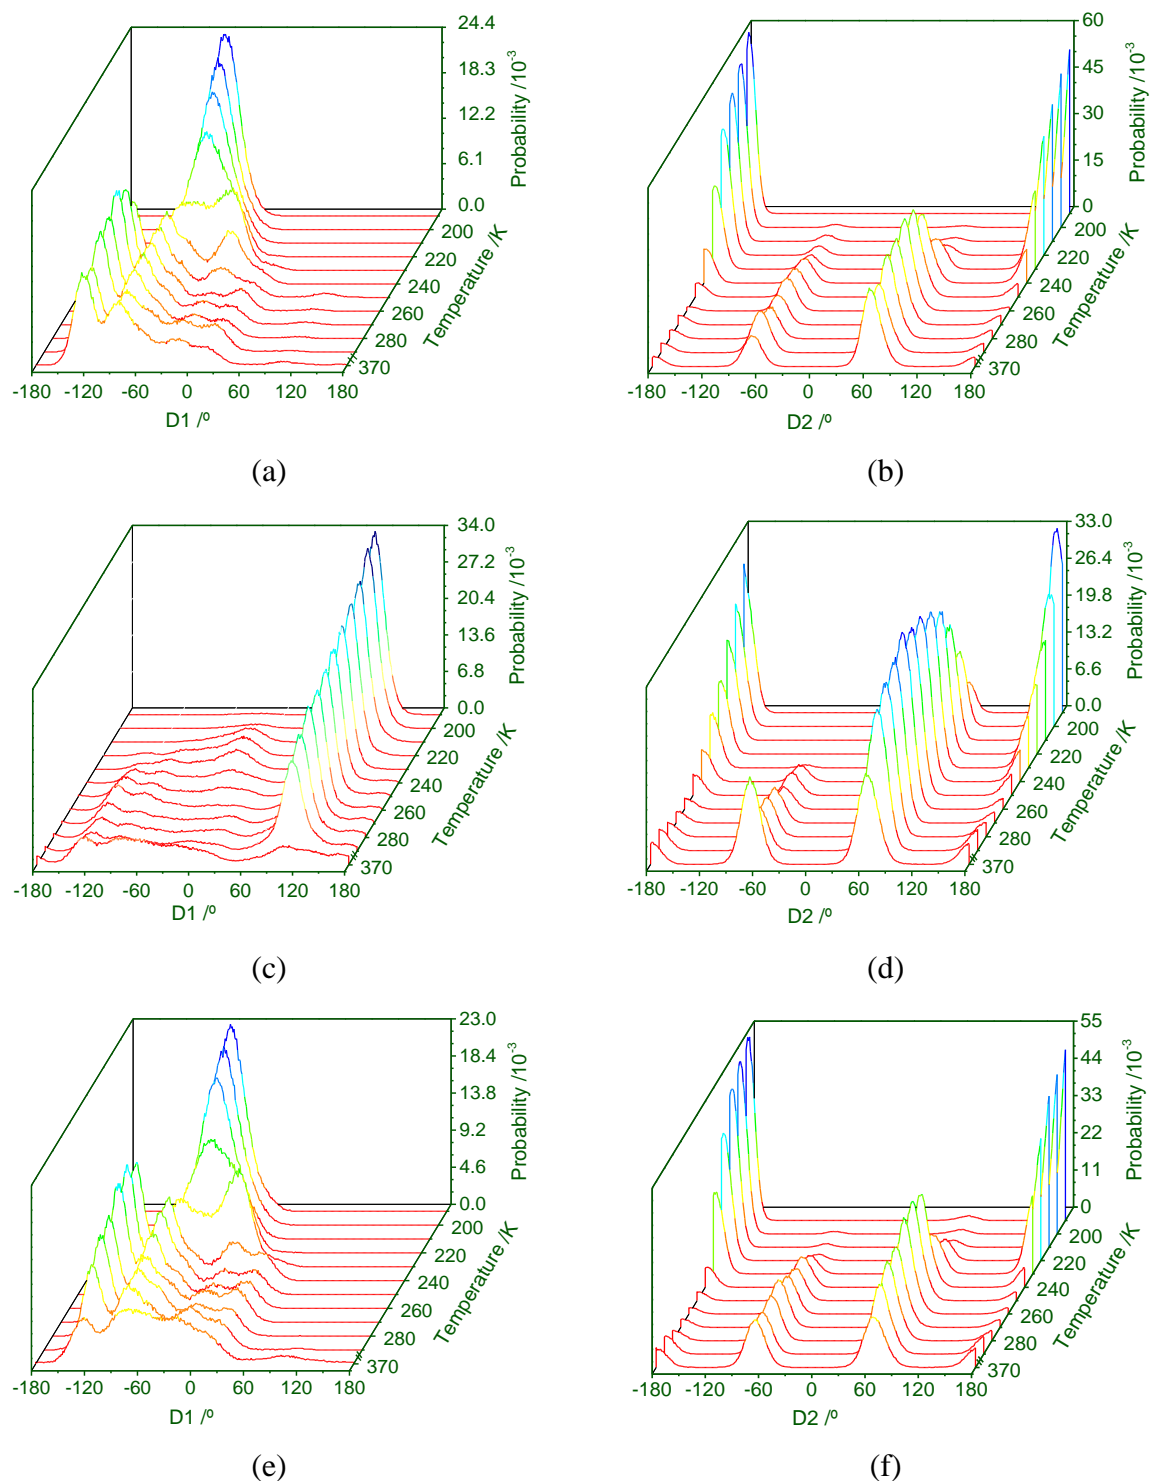 24.4
18.3
12.2
6.1
0.0
Probability /10-3
200
220
240
260
280
370
Temperature /K
-180 -120 -60 0 60 120 180
D1 /º
(a)
60
45
30
15
0
Probability /10-3
200
220
240
260
280
370
Temperature /K
-180 -120 -60 0 60 120 180
D2 /º
(b)
34.0
27.2
20.4
13.6
6.8
0.0
Probability /10-3
200
220
240
260
280
370
Temperature /K
-180 -120 -60 0 60 120 180
D1 /º
(c)
33.0
26.4
19.8
13.2
6.6
0.0
Probability /10-3
200
220
240
260
280
370
Temperature /K
-180 -120 -60 0 60 120 180
D2 /º
(d)
23.0
18.4
13.8
9.2
4.6
0.0
Probability /10-3
200
220
240
260
280
370
Temperature /K
-180 -120 -60 0 60 120 180
D1 /º
(e)
55
44
33
22
11
0
Probability /10-3
200
220
240
260
280
370
Temperature /K
-180 -120 -60 0 60 120 180
D2 /º
(f)